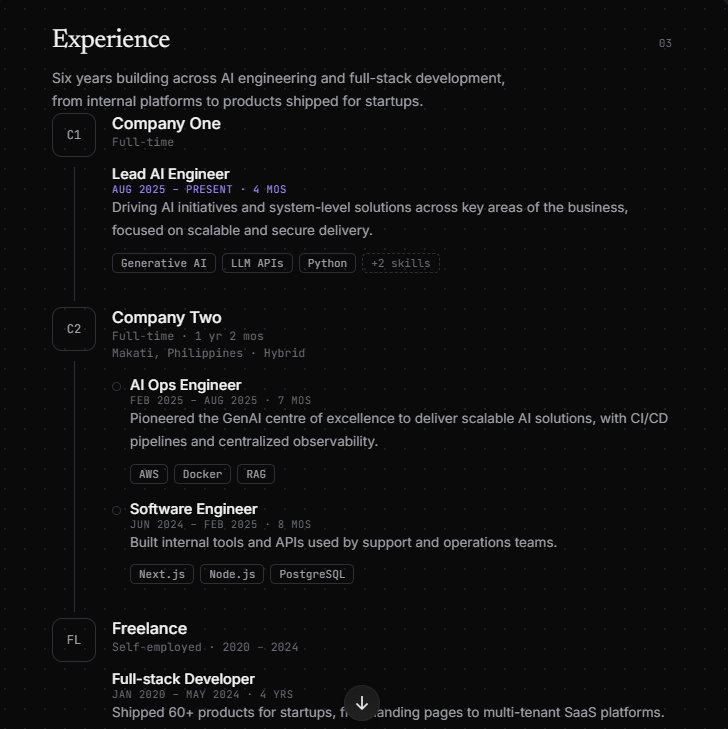 Experience
03
Six years building across AI engineering and full-stack development,
from internal platforms to products shipped for startups.
C1
Company One
Full-time
Lead AI Engineer
AUG 2025 – PRESENT · 4 MOS
Driving AI initiatives and system-level solutions across key areas of the business,
focused on scalable and secure delivery.
Generative AI
LLM APIs
Python
+2 skills
C2
Company Two
Full-time · 1 yr 2 mos
Makati, Philippines · Hybrid
AI Ops Engineer
FEB 2025 – AUG 2025 · 7 MOS
Pioneered the GenAI centre of excellence to deliver scalable AI solutions, with CI/CD
pipelines and centralized observability.
AWS
Docker
RAG
Software Engineer
JUN 2024 – FEB 2025 · 8 MOS
Built internal tools and APIs used by support and operations teams.
Next.js
Node.js
PostgreSQL
FL
Freelance
Self-employed · 2020 – 2024
Full-stack Developer
JAN 2020 – MAY 2024 · 4 YRS
Shipped 60+ products for startups, landing pages to multi-tenant SaaS platforms.